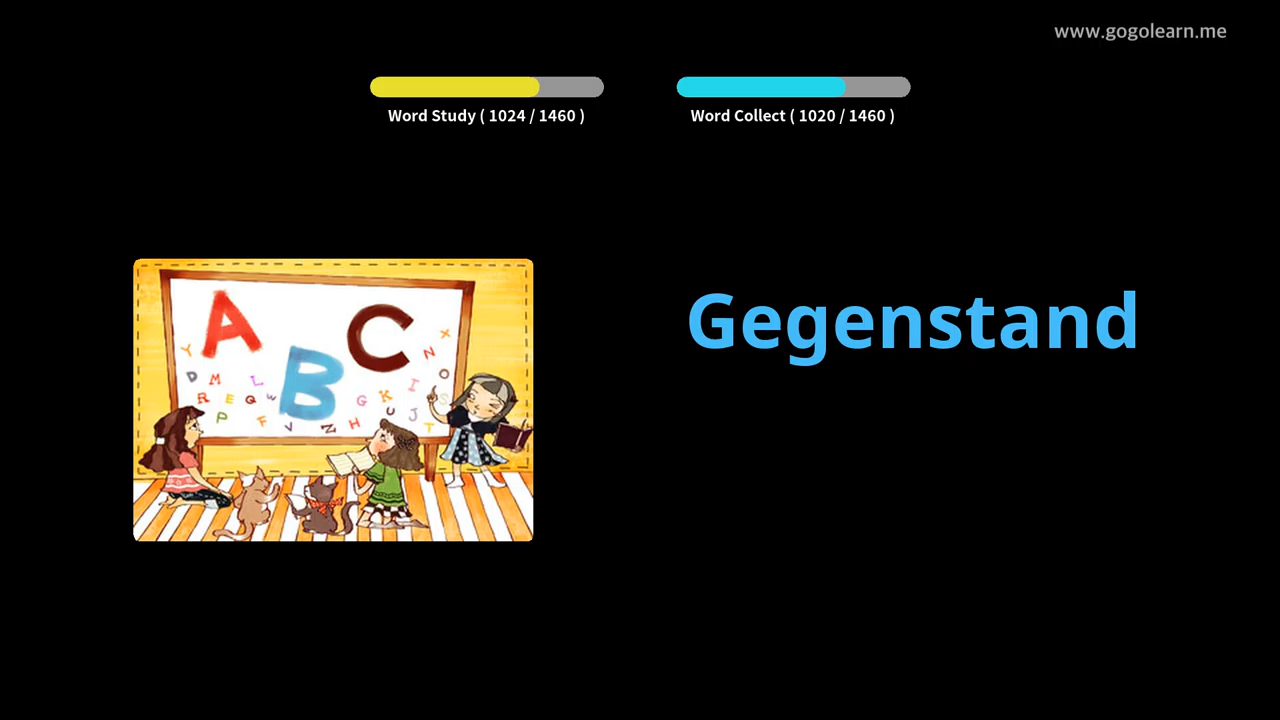 www.gogolearn.me
Word Study ( 1024 / 1460 )
Word Collect ( 1020 / 1460 )
Gegenstand
A
B
C
X
Y
N
D M L O
R E Q W G K I S
P F V Z H U J T